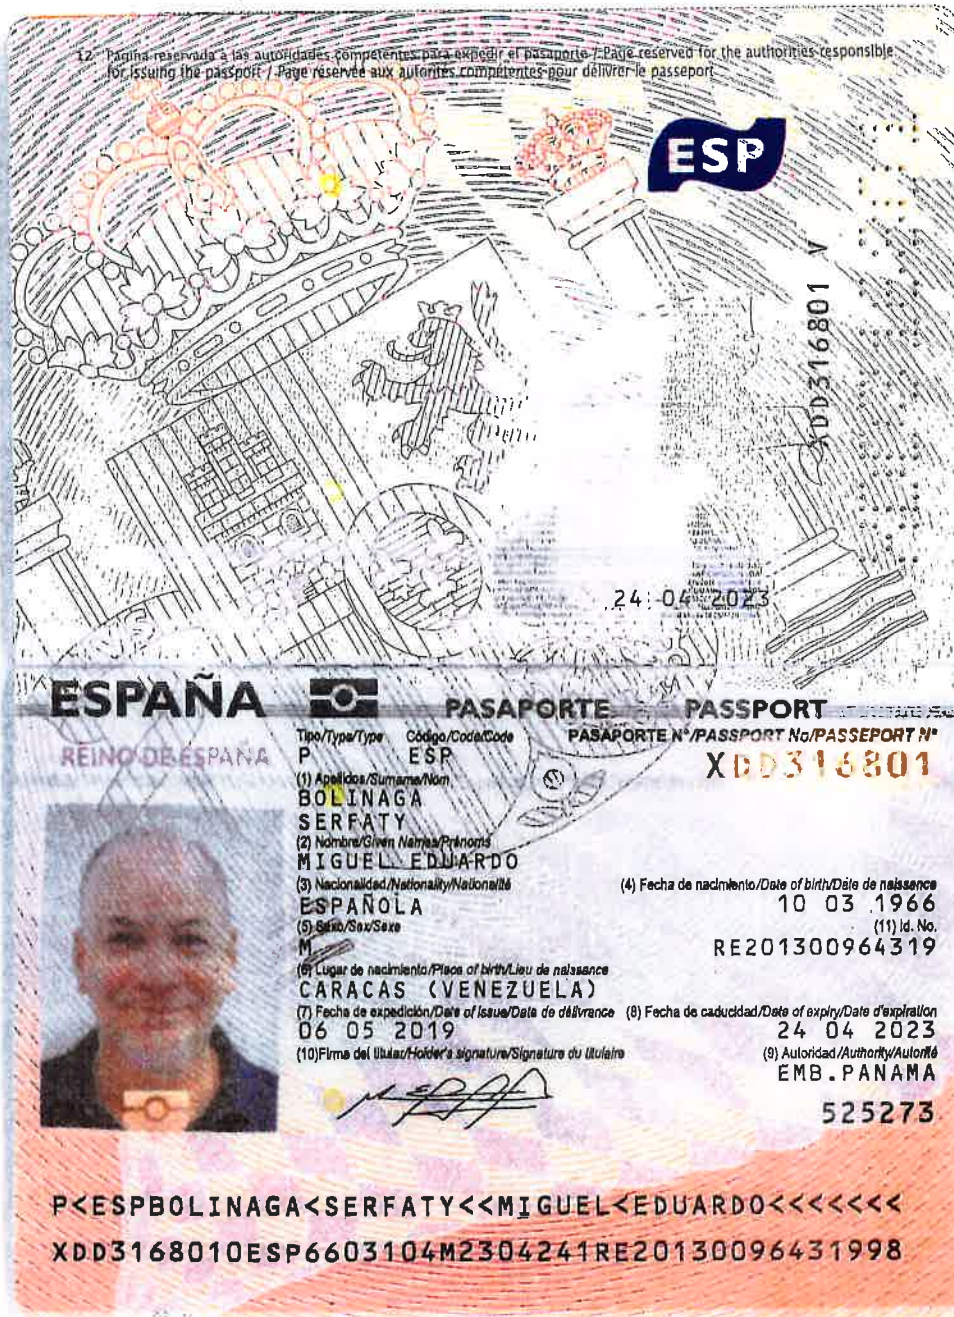 12 Página reservada a las autoridades competentes para expedir el pasaporte / Page reserved for the authorities responsible
for issuing the passport / Page réservée aux autorités compétentes pour délivrer le passeport
ESP
XDD316801 V
24-04-2023
ESPAÑA PASAPORTE PASSPORT
REINO DE ESPAÑA
Tipo/Type/Type Código/Code/Code PASAPORTE Nº/PASSPORT No/PASSEPORT Nº
P ESP XDD316801
(1) Apellidos/Surname/Nom
BOLINAGA
SERFATY
(2) Nombre/Given Names/Prénoms
MIGUEL EDUARDO
(3) Nacionalidad/Nationality/Nationalité (4) Fecha de nacimiento/Date of birth/Date de naissance
ESPAÑOLA 10 03 1966
(5) Sexo/Sex/Sexe (11) Id. No.
M RE201300964319
(6) Lugar de nacimiento/Place of birth/Lieu de naissance
CARACAS (VENEZUELA)
(7) Fecha de expedición/Date of issue/Date de délivrance (8) Fecha de caducidad/Date of expiry/Date d'expiration
06 05 2019 24 04 2023
(10)Firma del titular/Holder's signature/Signature du titulaire (9) Autoridad/Authority/Autorité
EMB.PANAMA
525273
P<ESPBOLINAGA<SERFATY<<MIGUEL<EDUARDO<<<<<<<
XDD3168010ESP6603104M2304241RE20130096431998